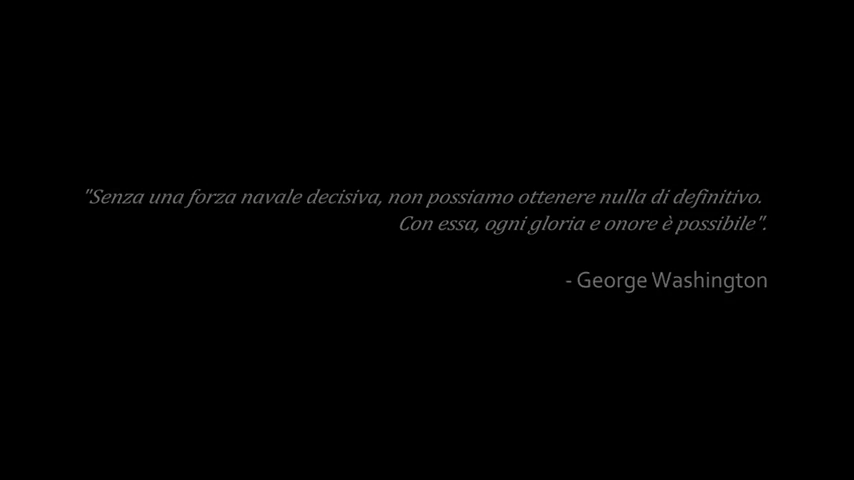 "Senza una forza navale decisiva, non possiamo ottenere nulla di definitivo.
Con essa, ogni gloria e onore è possibile".
- George Washington